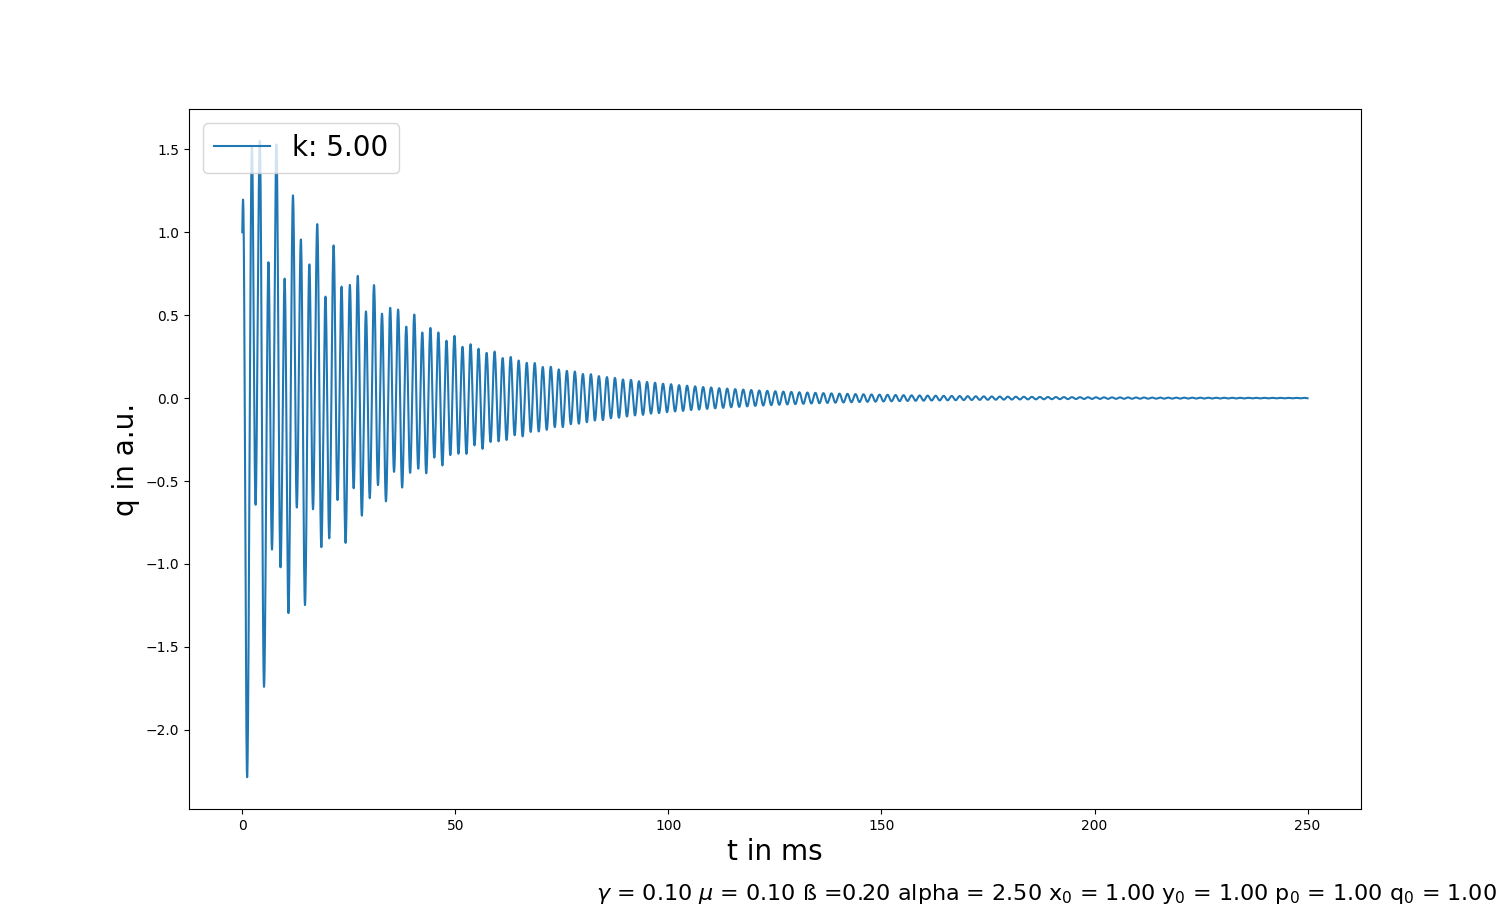 k: 5.00
1.5
1.0
0.5
0.0
−0.5
−1.0
−1.5
−2.0
q in a.u.
0 50 100 150 200 250
t in ms
γ = 0.10 μ = 0.10 ß =0.20 alpha = 2.50 x₀ = 1.00 y₀ = 1.00 p₀ = 1.00 q₀ = 1.00